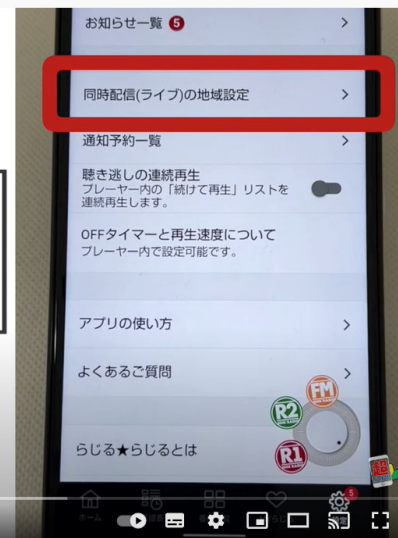 お知らせ一覧 5
同時配信(ライブ)の地域設定
通知予約一覧
聴き逃しの連続再生
プレーヤー内の「続けて再生」リストを
連続再生します。
OFFタイマーと再生速度について
プレーヤー内で設定可能です。
アプリの使い方
よくあるご質問
FM
R2
R1
らじる★らじるとは
超
5
ホーム